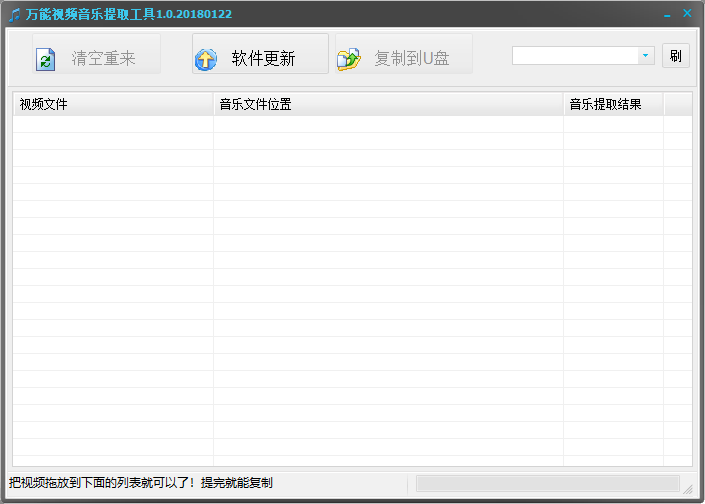 万能视频音乐提取工具1.0.20180122
清空重来
软件更新
复制到U盘
刷
视频文件
音乐文件位置
音乐提取结果
把视频拖放到下面的列表就可以了！提完就能复制